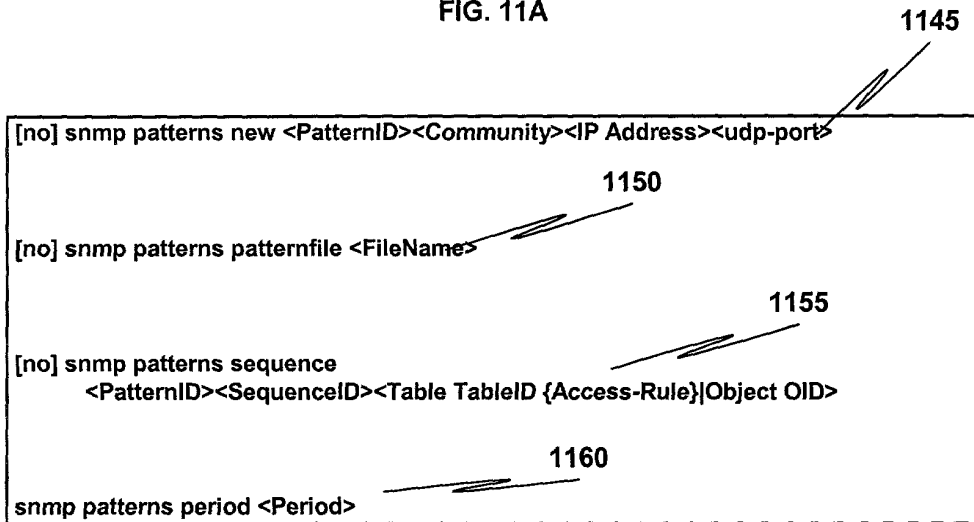 FIG. 11A
1145
[no] snmp patterns new <PatternID><Community><IP Address><udp-port>
1150
[no] snmp patterns patternfile <FileName>
1155
[no] snmp patterns sequence
<PatternID><SequenceID><Table TableID {Access-Rule}|Object OID>
1160
snmp patterns period <Period>